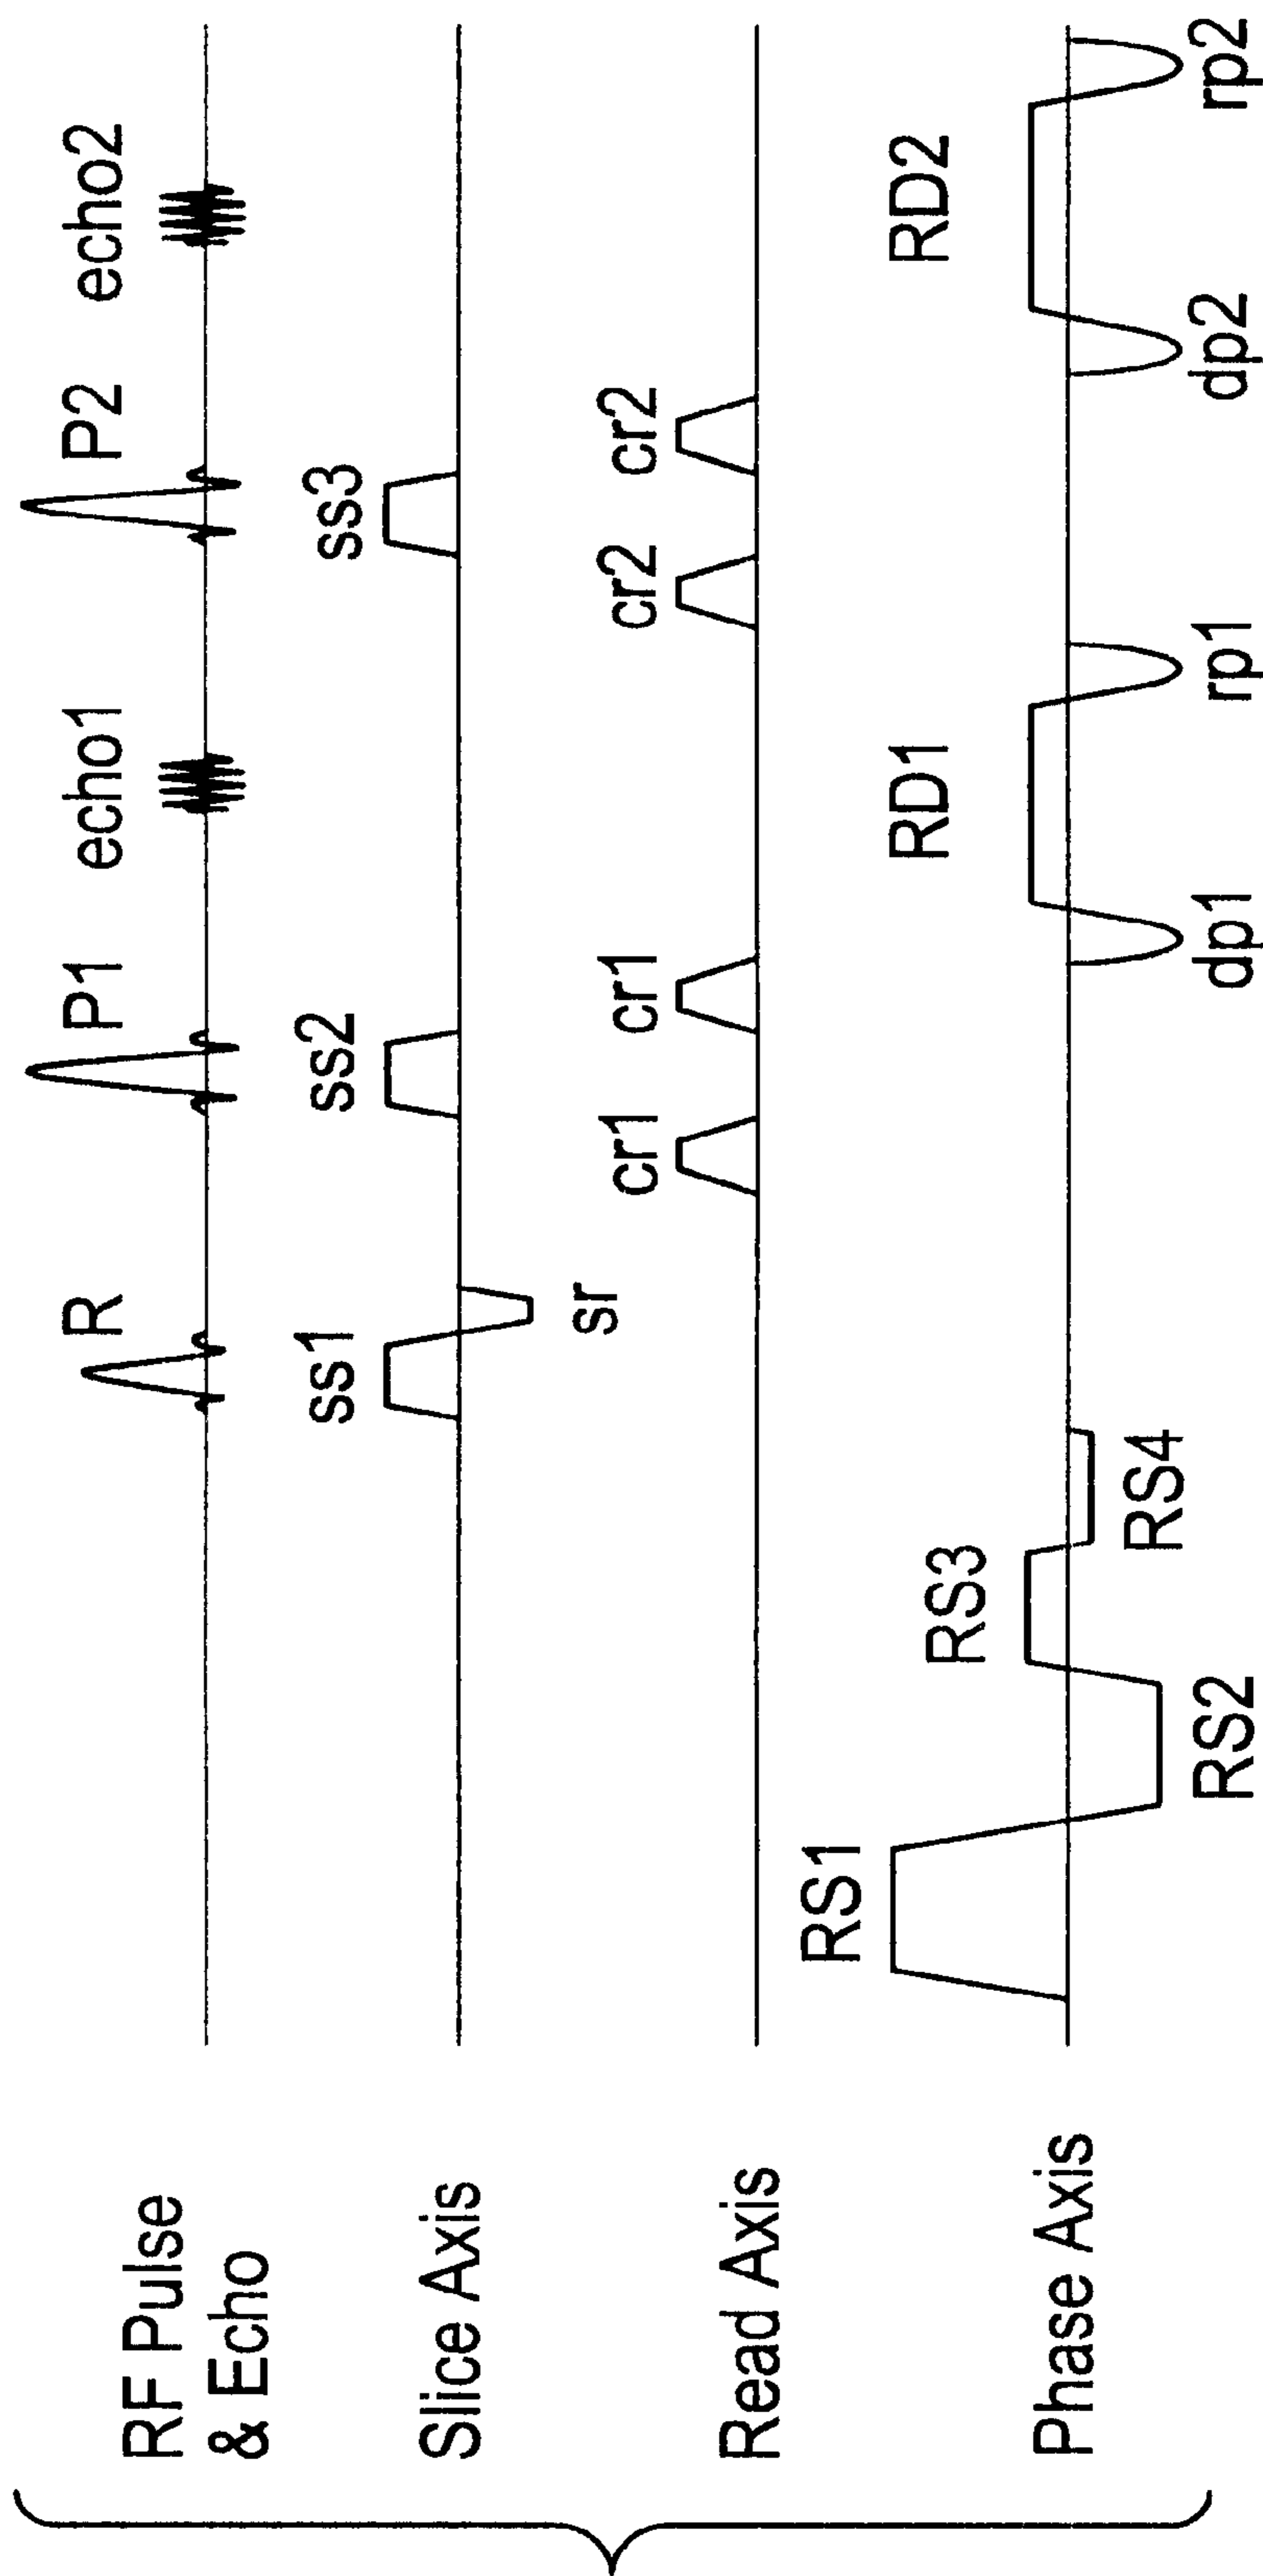 RF Pulse
& Echo
R
P1
echo1
P2
echo2
Slice Axis
ss1
sr
ss2
ss3
Read Axis
cr1
cr1
cr2
cr2
Phase Axis
RS1
RS2
RS3
RS4
dp1
RD1
rp1
dp2
RD2
rp2